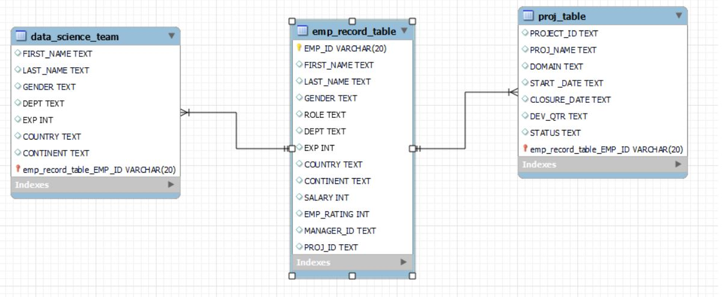 data_science_team
FIRST_NAME TEXT
LAST_NAME TEXT
GENDER TEXT
DEPT TEXT
EXP INT
COUNTRY TEXT
CONTINENT TEXT
emp_record_table_EMP_ID VARCHAR(20)
Indexes
emp_record_table
EMP_ID VARCHAR(20)
FIRST_NAME TEXT
LAST_NAME TEXT
GENDER TEXT
ROLE TEXT
DEPT TEXT
EXP INT
COUNTRY TEXT
CONTINENT TEXT
SALARY INT
EMP_RATING INT
MANAGER_ID TEXT
PROJ_ID TEXT
Indexes
proj_table
PROJECT_ID TEXT
PROJ_NAME TEXT
DOMAIN TEXT
START _DATE TEXT
CLOSURE_DATE TEXT
DEV_QTR TEXT
STATUS TEXT
emp_record_table_EMP_ID VARCHAR(20)
Indexes